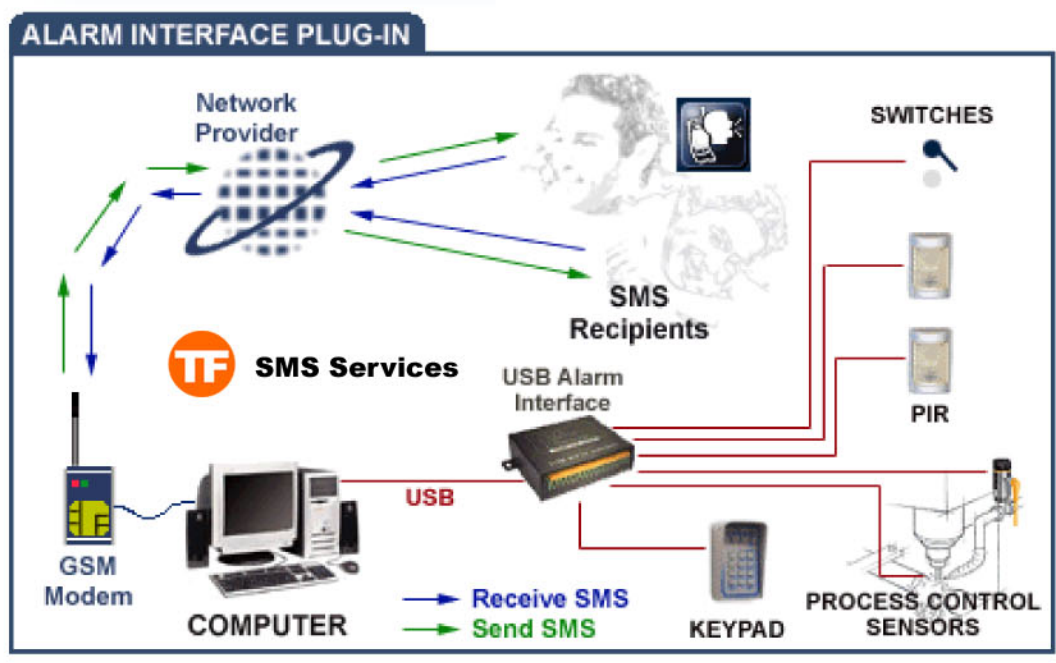 ALARM INTERFACE PLUG-IN
Network
Provider
SWITCHES
SMS
Recipients
TF SMS Services
USB Alarm
Interface
PIR
USB
GSM
Modem
COMPUTER
Receive SMS
Send SMS
KEYPAD
PROCESS CONTROL
SENSORS